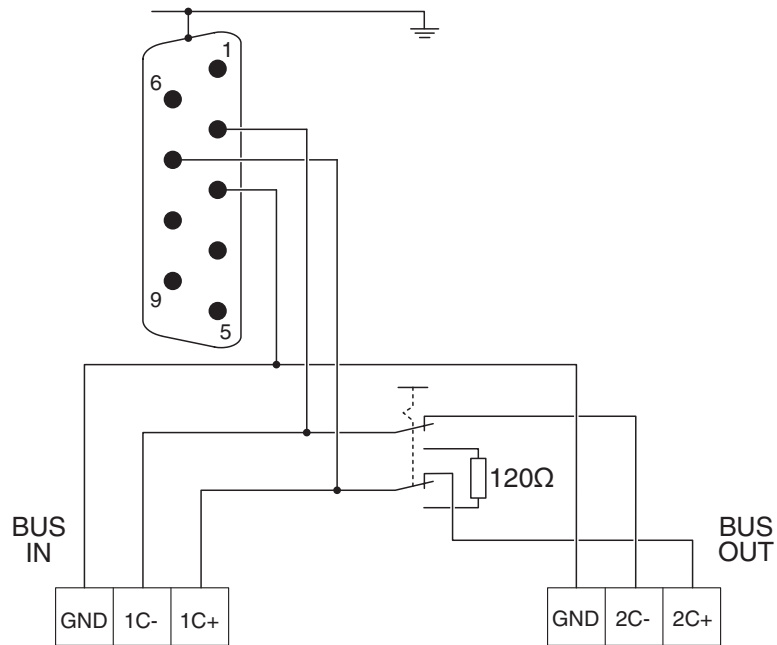 1
6
9
5
120Ω
BUS
IN
BUS
OUT
GND
1C-
1C+
GND
2C-
2C+